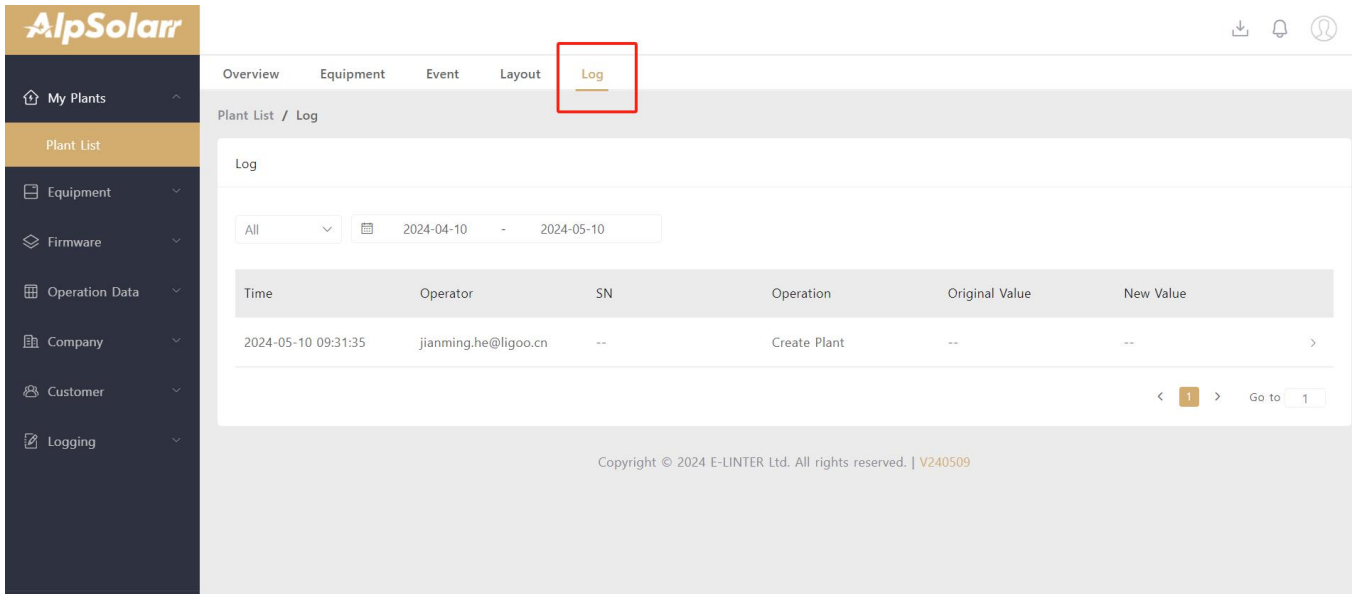 AlpSolarr
Overview Equipment Event Layout Log
My Plants
Plant List / Log
Plant List
Log
Equipment
All 2024-04-10 - 2024-05-10
Firmware
Operation Data
Time Operator SN Operation Original Value New Value
Company
2024-05-10 09:31:35 jianming.he@ligoo.cn -- Create Plant -- --
Customer
1 Go to 1
Logging
Copyright © 2024 E-LINTER Ltd. All rights reserved. | V240509